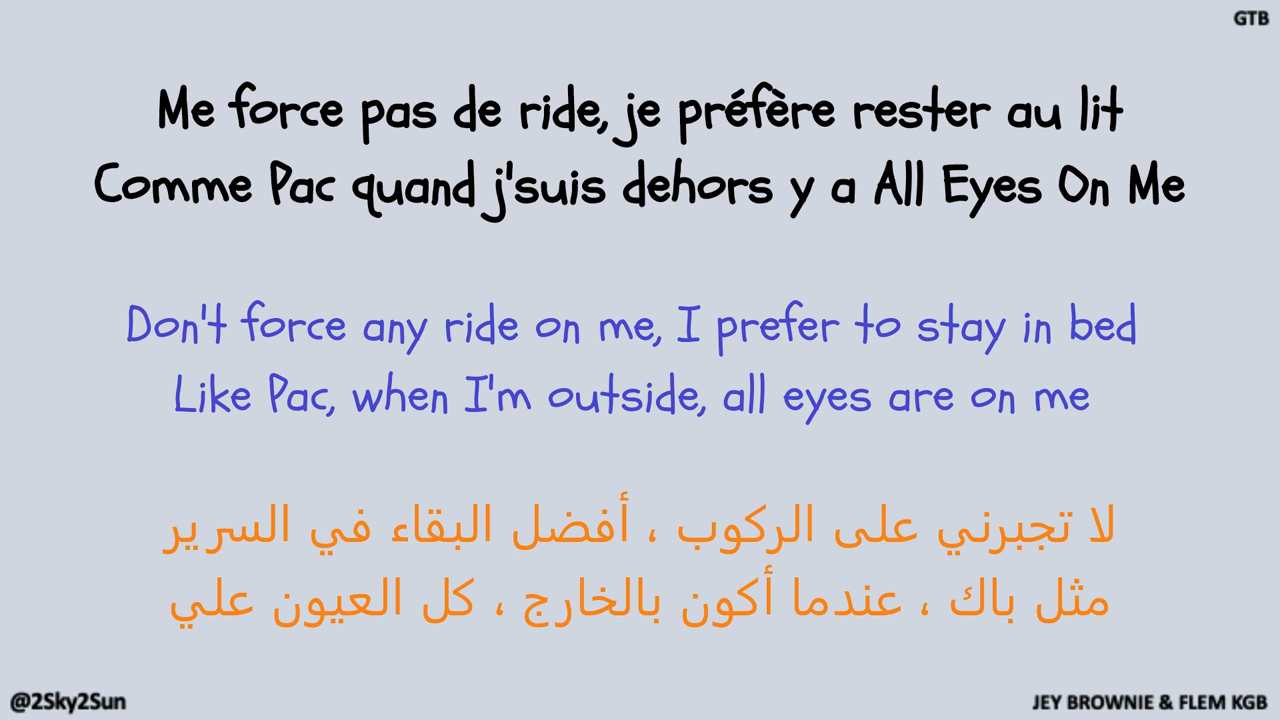 GTB
Me force pas de ride, je préfère rester au lit
Comme Pac quand j'suis dehors y a All Eyes On Me
Don't force any ride on me, I prefer to stay in bed
Like Pac, when I'm outside, all eyes are on me
لا تجبرني على الركوب ، أفضل البقاء في السرير
مثل باك ، عندما أكون بالخارج ، كل العيون علي
@2Sky2Sun
JEY BROWNIE & FLEM KGB